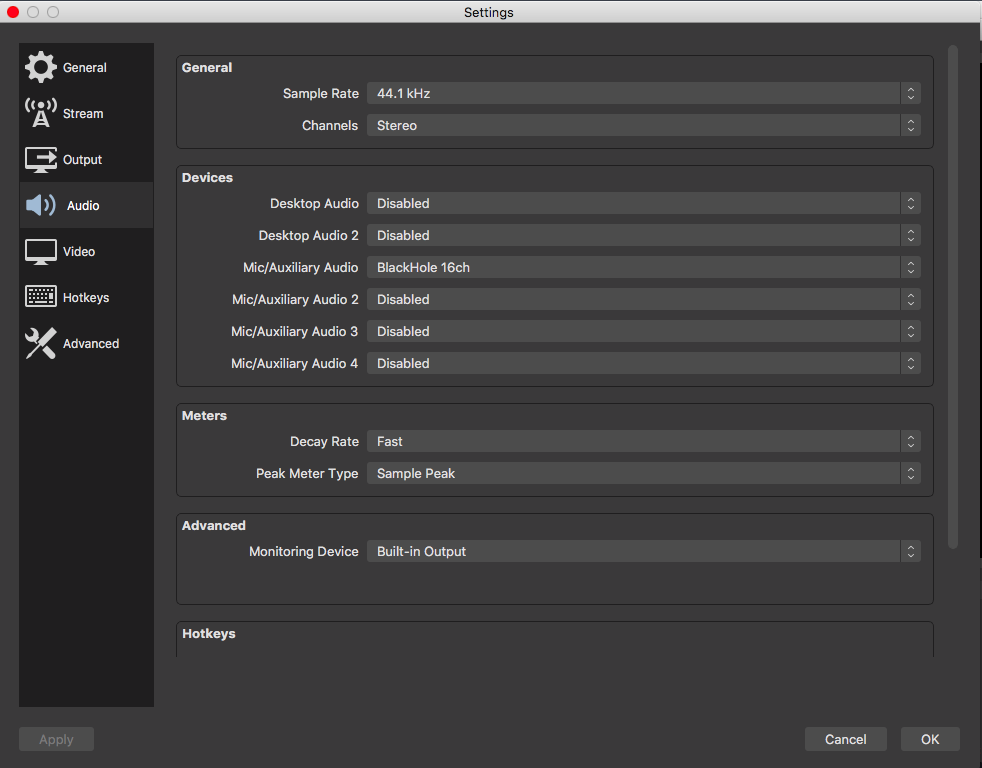 Settings
General
Stream
Output
Audio
Video
Hotkeys
Advanced
General
Sample Rate 44.1 kHz
Channels Stereo
Devices
Desktop Audio Disabled
Desktop Audio 2 Disabled
Mic/Auxiliary Audio BlackHole 16ch
Mic/Auxiliary Audio 2 Disabled
Mic/Auxiliary Audio 3 Disabled
Mic/Auxiliary Audio 4 Disabled
Meters
Decay Rate Fast
Peak Meter Type Sample Peak
Advanced
Monitoring Device Built-in Output
Hotkeys
Apply
Cancel
OK